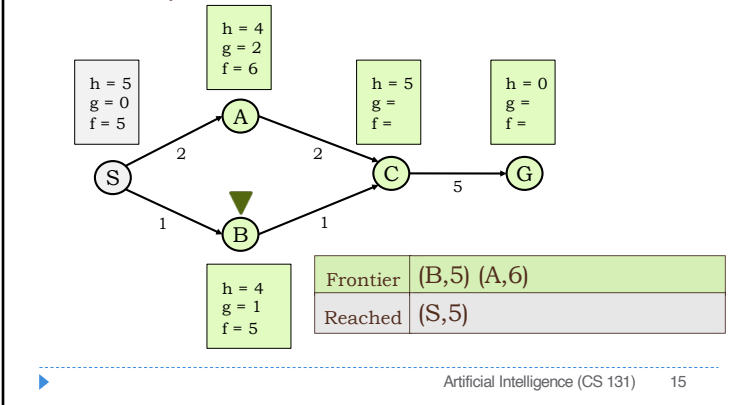 h = 4
g = 2
f = 6
h = 5
g = 0
f = 5
h = 5
g =
f =
h = 0
g =
f =
A
2
2
S
C
G
5
1
B
1
h = 4
g = 1
f = 5
Frontier (B,5) (A,6)
Reached (S,5)
Artificial Intelligence (CS 131) 15